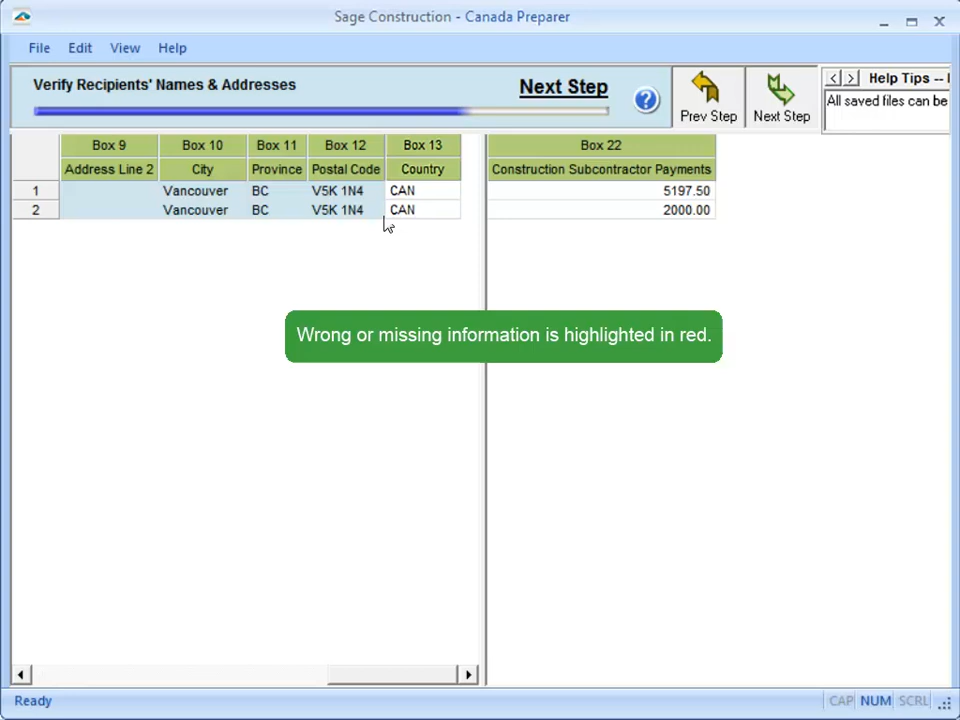 Sage Construction - Canada Preparer
File Edit View Help
Verify Recipients' Names & Addresses
Next Step
Prev Step
Next Step
Help Tips --
All saved files can be
Box 9 Box 10 Box 11 Box 12 Box 13 Box 22
Address Line 2 City Province Postal Code Country Construction Subcontractor Payments
1 Vancouver BC V5K 1N4 CAN 5197.50
2 Vancouver BC V5K 1N4 CAN 2000.00
Wrong or missing information is highlighted in red.
Ready CAP NUM SCRL